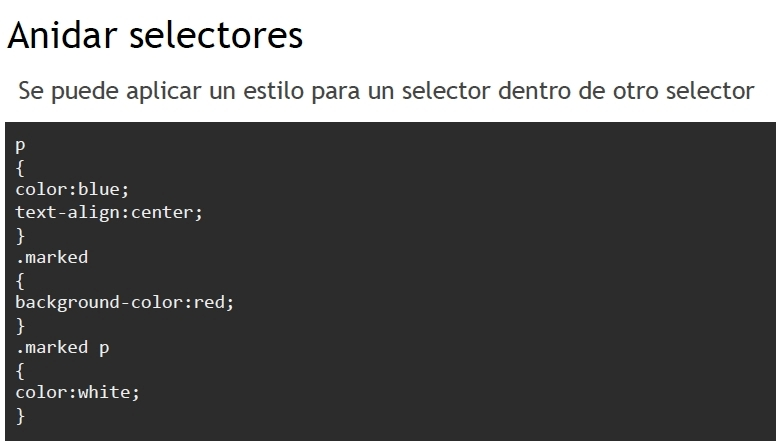 Anidar selectores
Se puede aplicar un estilo para un selector dentro de otro selector
p
{
color:blue;
text-align:center;
}
.marked
{
background-color:red;
}
.marked p
{
color:white;
}